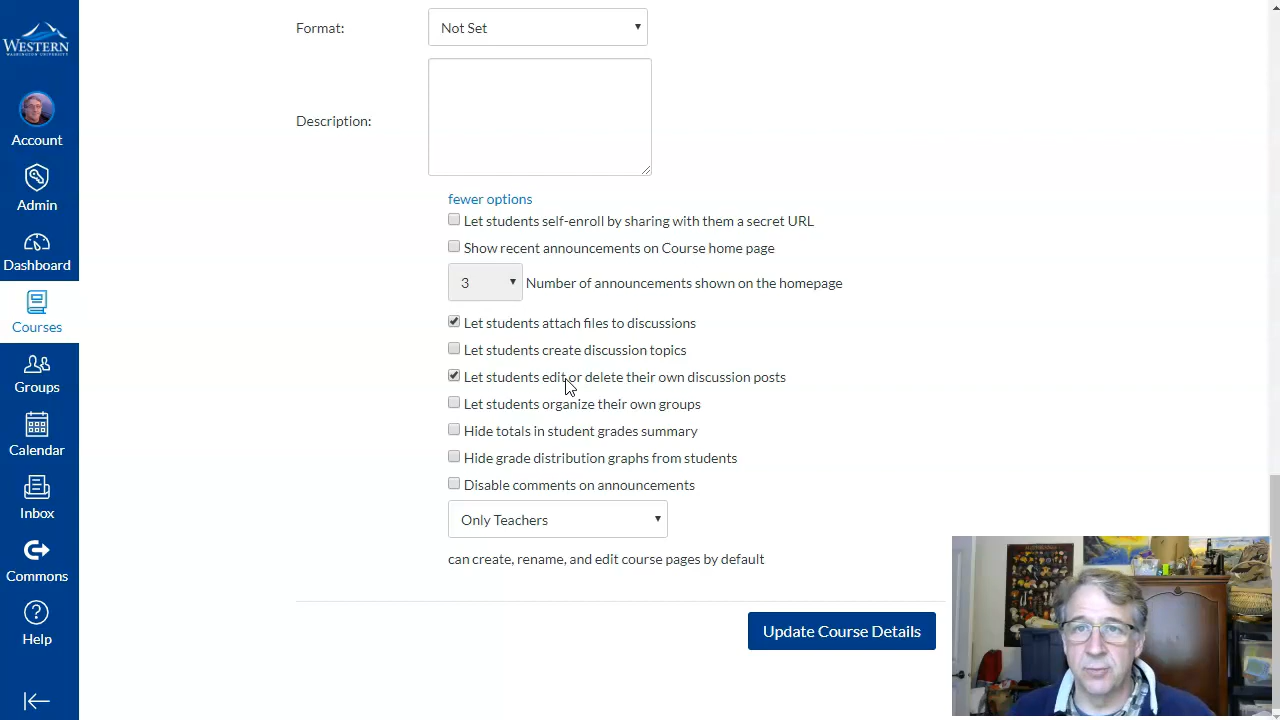 Format:
Not Set
WESTERN
WASHINGTON UNIVERSITY
Description:
Account
Admin
Dashboard
Courses
Groups
Calendar
Inbox
Commons
Help
fewer options
Let students self-enroll by sharing with them a secret URL
Show recent announcements on Course home page
3 Number of announcements shown on the homepage
Let students attach files to discussions
Let students create discussion topics
Let students edit or delete their own discussion posts
Let students organize their own groups
Hide totals in student grades summary
Hide grade distribution graphs from students
Disable comments on announcements
Only Teachers
can create, rename, and edit course pages by default
Update Course Details